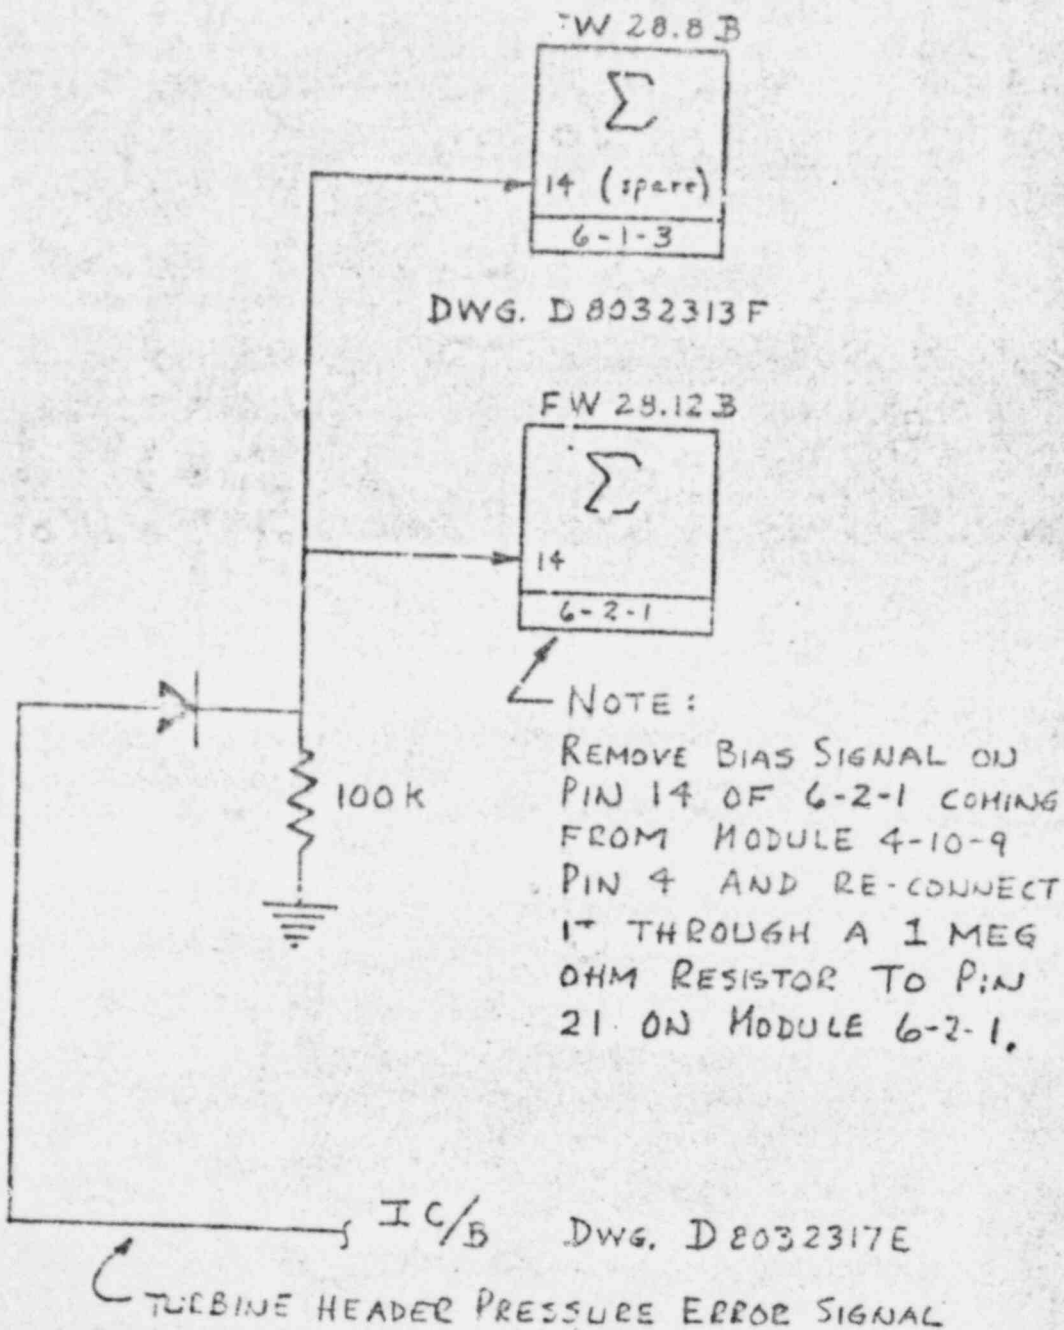 FW 28.8 B
Σ
14 (spare)
6-1-3
DWG. D8032313F
FW 28.12 B
Σ
14
6-2-1
NOTE:
REMOVE BIAS SIGNAL ON
PIN 14 OF 6-2-1 COMING
FROM MODULE 4-10-9
PIN 4 AND RE-CONNECT
IT THROUGH A 1 MEG
OHM RESISTOR TO PIN
21 ON MODULE 6-2-1.
100K
IC/B DWG. D8032317E
TURBINE HEADER PRESSURE ERROR SIGNAL